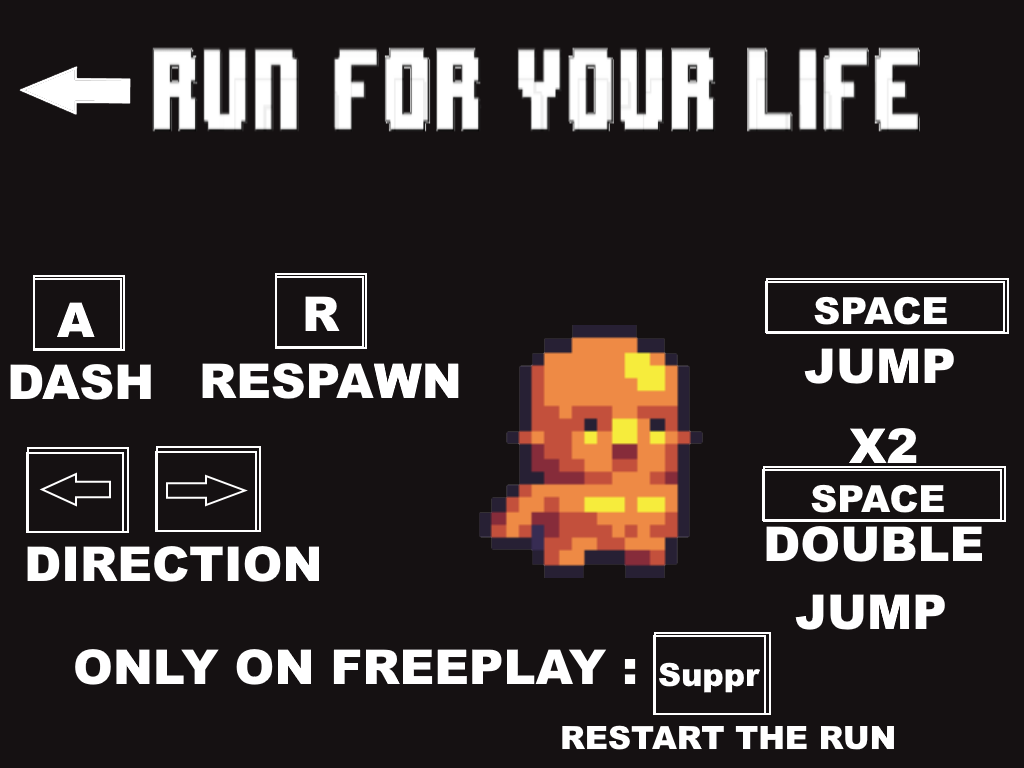 RUN FOR YOUR LIFE
A
DASH
R
RESPAWN
SPACE
JUMP
X2
SPACE
DOUBLE
JUMP
DIRECTION
ONLY ON FREEPLAY :
Suppr
RESTART THE RUN